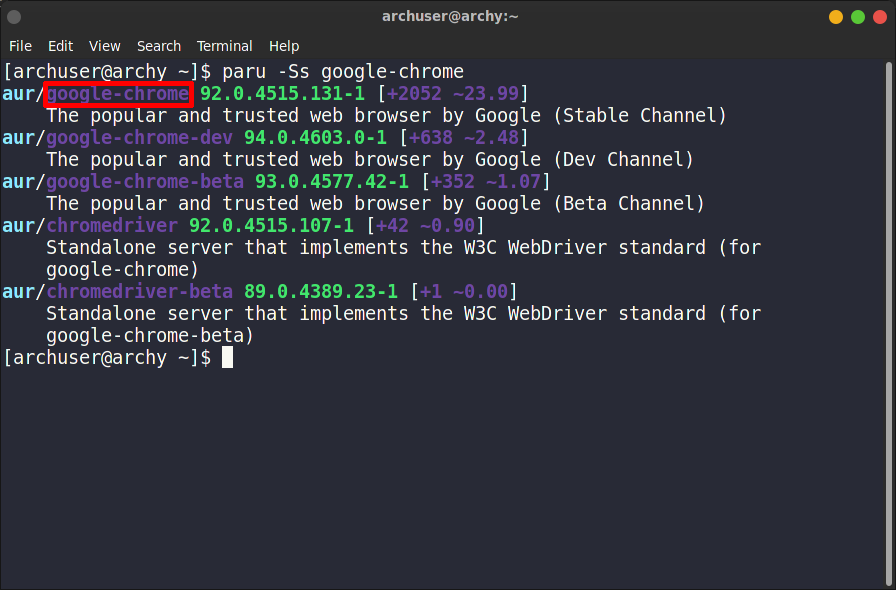 archuser@archy:~
File Edit View Search Terminal Help
[archuser@archy ~]$ paru -Ss google-chrome
aur/google-chrome 92.0.4515.131-1 [+2052 ~23.99]
The popular and trusted web browser by Google (Stable Channel)
aur/google-chrome-dev 94.0.4603.0-1 [+638 ~2.48]
The popular and trusted web browser by Google (Dev Channel)
aur/google-chrome-beta 93.0.4577.42-1 [+352 ~1.07]
The popular and trusted web browser by Google (Beta Channel)
aur/chromedriver 92.0.4515.107-1 [+42 ~0.90]
Standalone server that implements the W3C WebDriver standard (for
google-chrome)
aur/chromedriver-beta 89.0.4389.23-1 [+1 ~0.00]
Standalone server that implements the W3C WebDriver standard (for
google-chrome-beta)
[archuser@archy ~]$